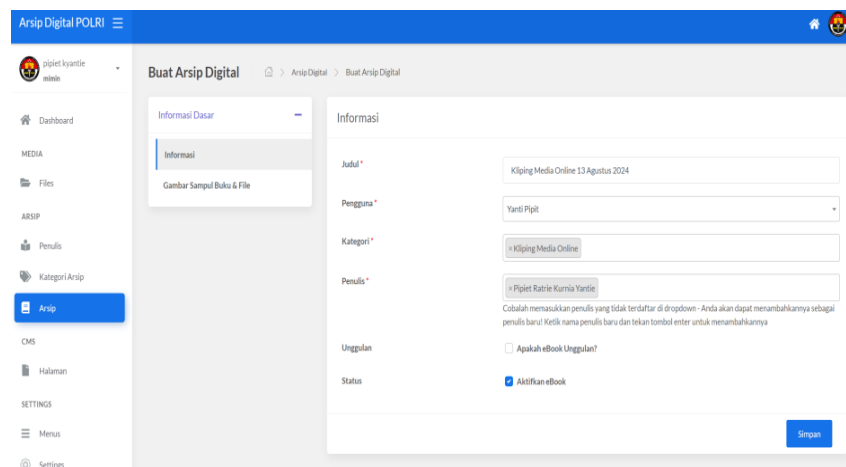 Arsip Digital POLRI
pipiet kyantie
mimin
Dashboard
MEDIA
Files
ARSIP
Penulis
Kategori Arsip
Arsip
CMS
Halaman
SETTINGS
Menus
Settings
Buat Arsip Digital
Arsip Digital > Buat Arsip Digital
Informasi Dasar
Informasi
Gambar Sampul Buku & File
Informasi
Judul *
Kliping Media Online 13 Agustus 2024
Pengguna *
Yanti Pipit
Kategori *
× Kliping Media Online
Penulis *
× Pipiet Ratrie Kurnia Yantie
Cobalah memasukkan penulis yang tidak terdaftar di dropdown - Anda akan dapat menambahkannya sebagai
penulis baru! Ketik nama penulis baru dan tekan tombol enter untuk menambahkannya
Unggulan
Apakah eBook Unggulan?
Status
Aktifkan eBook
Simpan